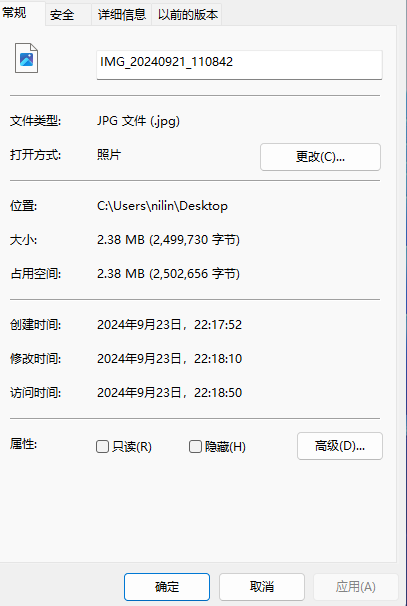 常规 安全 详细信息 以前的版本
IMG_20240921_110842
文件类型: JPG 文件 (.jpg)
打开方式: 照片 更改(C)...
位置: C:\Users\nilin\Desktop
大小: 2.38 MB (2,499,730 字节)
占用空间: 2.38 MB (2,502,656 字节)
创建时间: 2024年9月23日，22:17:52
修改时间: 2024年9月23日，22:18:10
访问时间: 2024年9月23日，22:18:50
属性: 只读(R) 隐藏(H) 高级(D)...
确定 取消 应用(A)